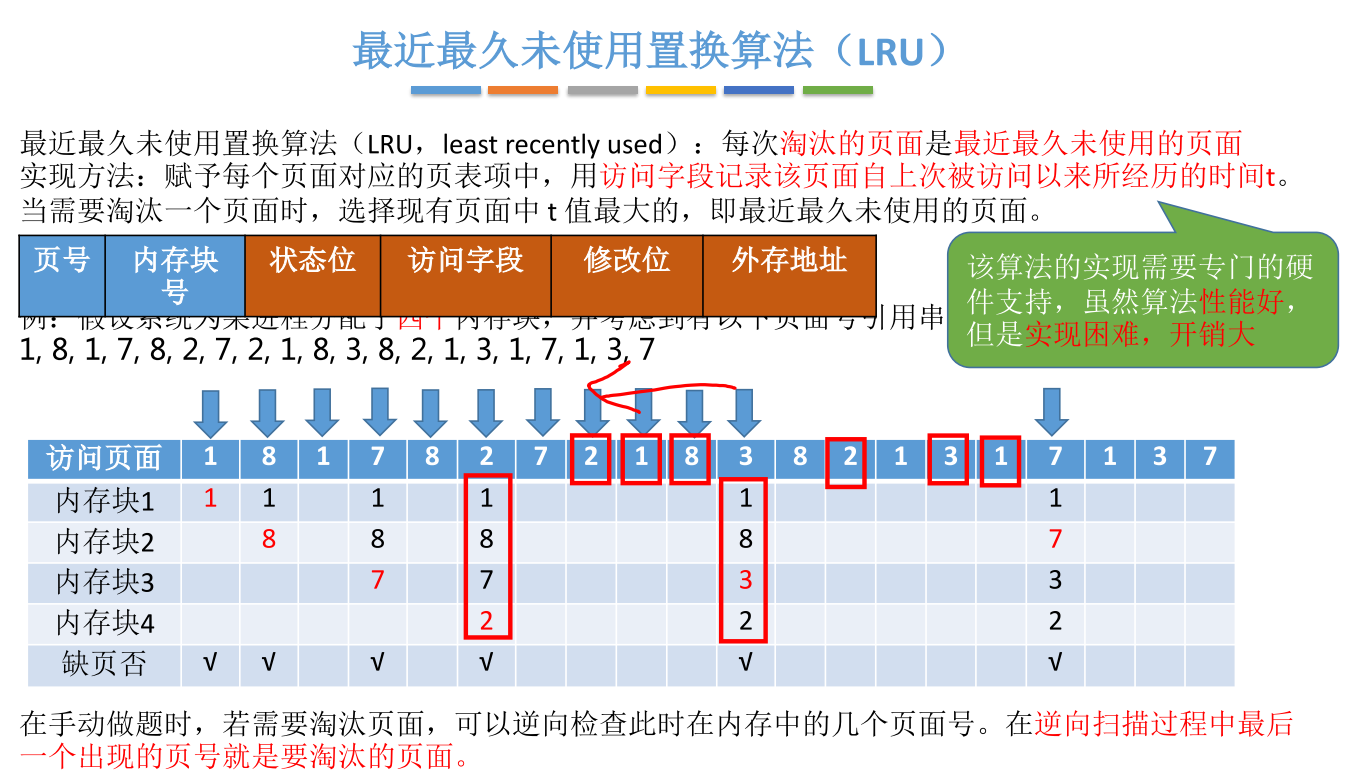 最近最久未使用置换算法（LRU）
最近最久未使用置换算法（LRU，least recently used）：每次淘汰的页面是最近最久未使用的页面
实现方法：赋予每个页面对应的页表项中，用访问字段记录该页面自上次被访问以来所经历的时间t。
当需要淘汰一个页面时，选择现有页面中 t 值最大的，即最近最久未使用的页面。
页号 内存块号 状态位 访问字段 修改位 外存地址
该算法的实现需要专门的硬
件支持，虽然算法性能好，
但是实现困难，开销大
例：假设系统为某进程分配了四个内存块，并考虑到有以下页面号引用串
1, 8, 1, 7, 8, 2, 7, 2, 1, 8, 3, 8, 2, 1, 3, 1, 7, 1, 3, 7
访问页面 1 8 1 7 8 2 7 2 1 8 3 8 2 1 3 1 7 1 3 7
内存块1 1 1 1 1 1 1
内存块2 8 8 8 8 7
内存块3 7 7 3 3
内存块4 2 2 2
缺页否 √ √ √ √ √ √
在手动做题时，若需要淘汰页面，可以逆向检查此时在内存中的几个页面号。在逆向扫描过程中最后
一个出现的页号就是要淘汰的页面。